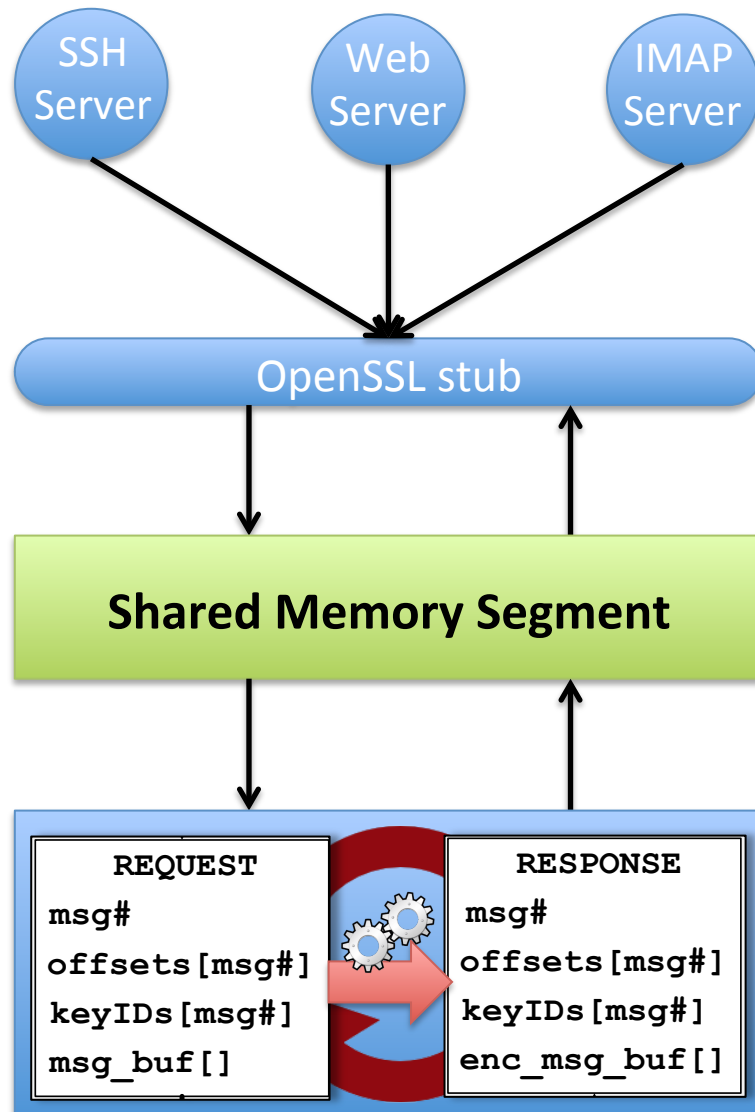 SSH
Server
Web
Server
IMAP
Server
OpenSSL stub
Shared Memory Segment
REQUEST
msg#
offsets[msg#]
keyIDs[msg#]
msg_buf[]
RESPONSE
msg#
offsets[msg#]
keyIDs[msg#]
enc_msg_buf[]